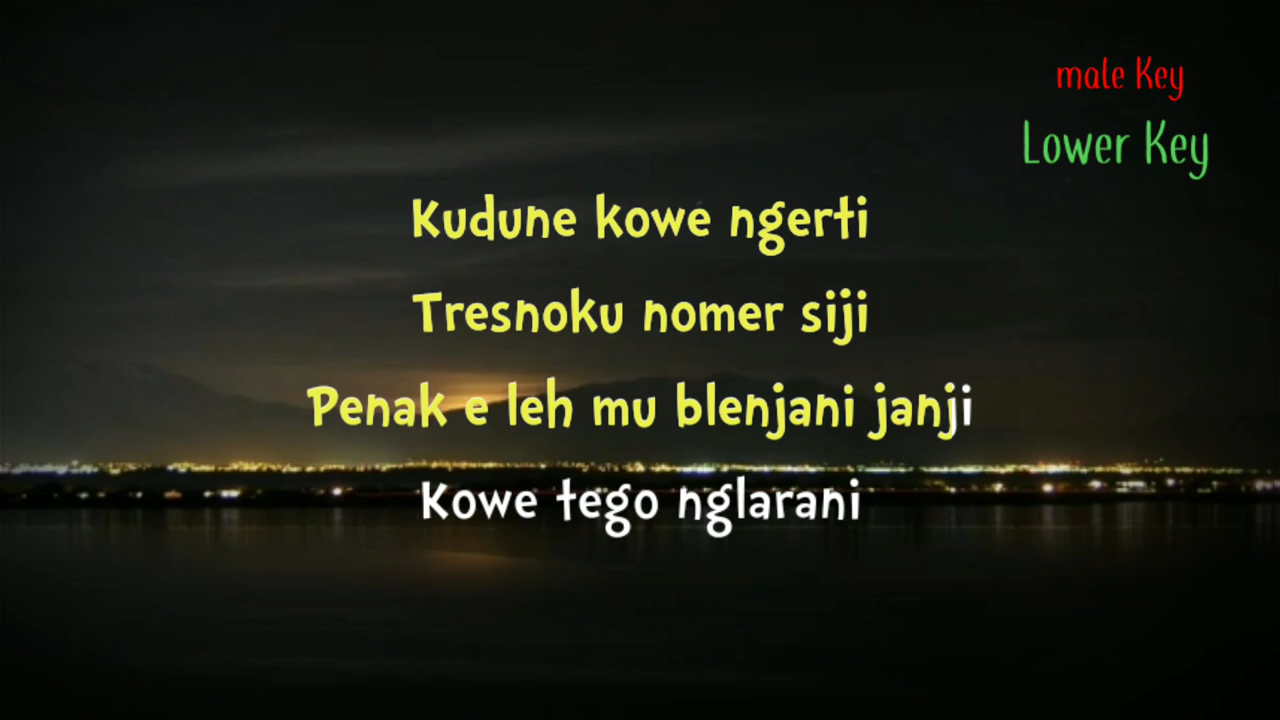 male Key
Lower Key
Kudune kowe ngerti
Tresnoku nomer siji
Penak e leh mu blenjani janji
Kowe tego nglarani